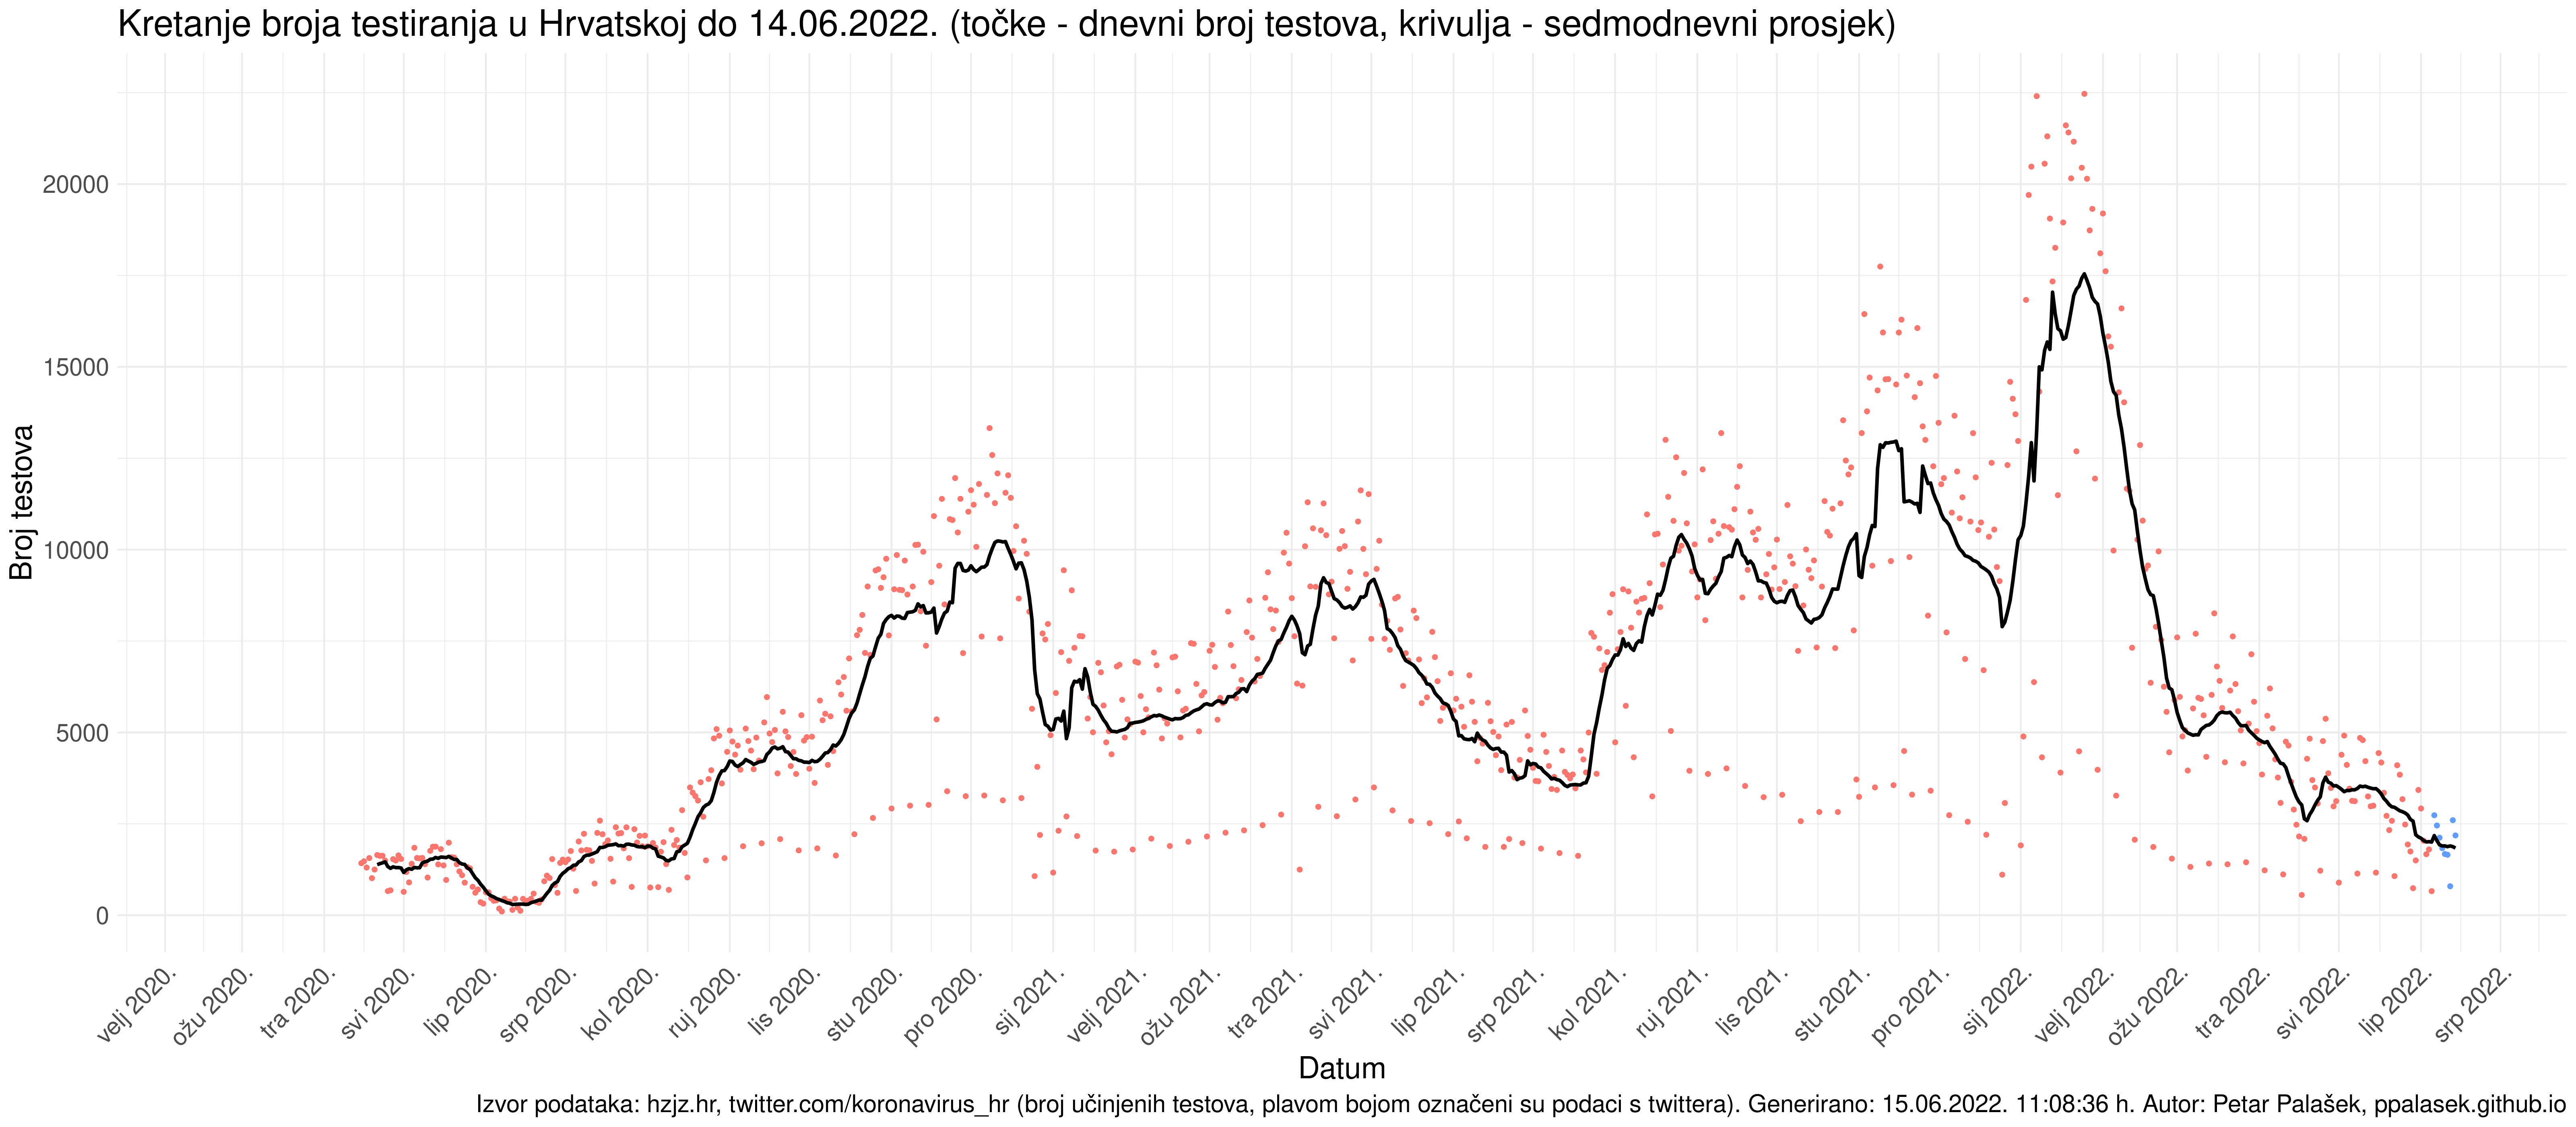 Kretanje broja testiranja u Hrvatskoj do 14.06.2022. (točke - dnevni broj testova, krivulja - sedmodnevni prosjek)
Broj testova
20000
15000
10000
5000
0
velj 2020.
ožu 2020.
tra 2020.
svi 2020.
lip 2020.
srp 2020.
kol 2020.
ruj 2020.
lis 2020.
stu 2020.
pro 2020.
sij 2021.
velj 2021.
ožu 2021.
tra 2021.
svi 2021.
lip 2021.
srp 2021.
kol 2021.
ruj 2021.
lis 2021.
stu 2021.
pro 2021.
sij 2022.
velj 2022.
ožu 2022.
tra 2022.
svi 2022.
lip 2022.
srp 2022.
Datum
Izvor podataka: hzjz.hr, twitter.com/koronavirus_hr (broj učinjenih testova, plavom bojom označeni su podaci s twittera). Generirano: 15.06.2022. 11:08:36 h. Autor: Petar Palašek, ppalasek.github.io